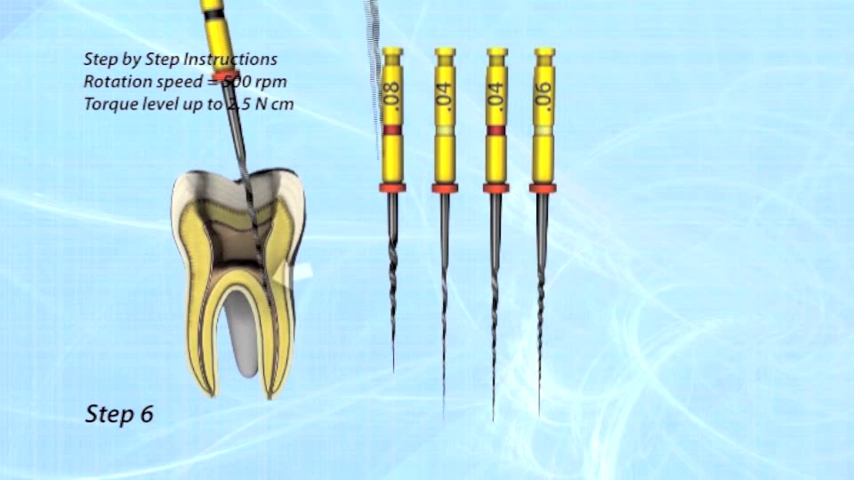 Step by Step Instructions
Rotation speed = 500 rpm
Torque level up to 2.5 N cm
.08
.04
.04
.06
Step 6